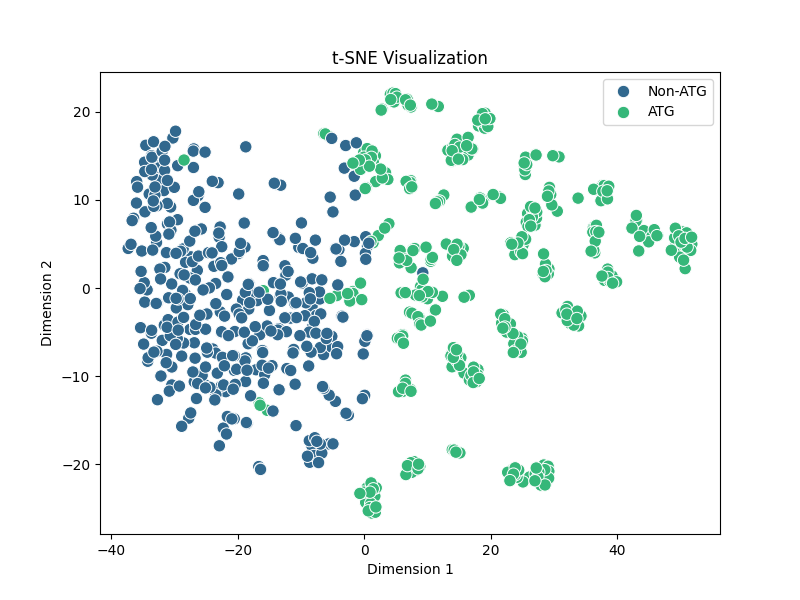 t-SNE Visualization
Non-ATG
ATG
20
10
0
−10
−20
Dimension 2
−40
−20
0
20
40
Dimension 1